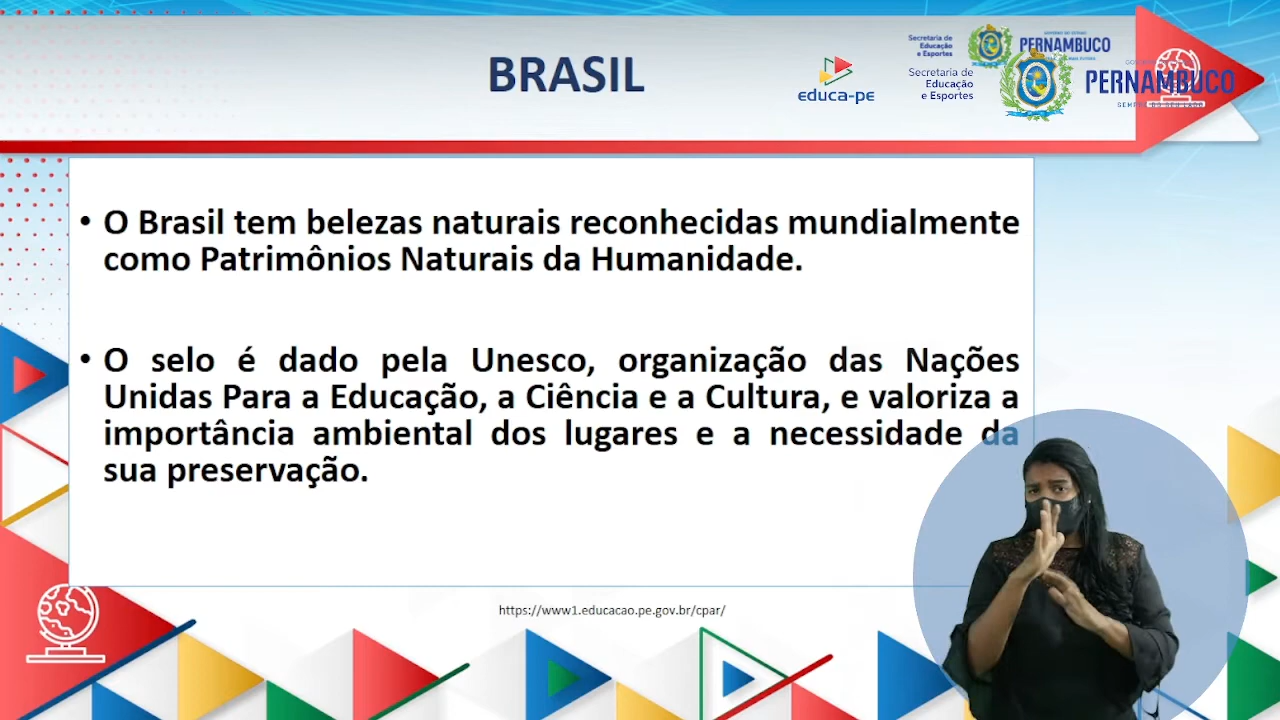 BRASIL
educa-pe
Secretaria de
Educação
e Esportes
PERNAMBUCO
Secretaria de
Educação
e Esportes
PERNAMBUCO
• O Brasil tem belezas naturais reconhecidas mundialmente
como Patrimônios Naturais da Humanidade.
• O selo é dado pela Unesco, organização das Nações
Unidas Para a Educação, a Ciência e a Cultura, e valoriza a
importância ambiental dos lugares e a necessidade da
sua preservação.
https://www1.educacao.pe.gov.br/cpar/